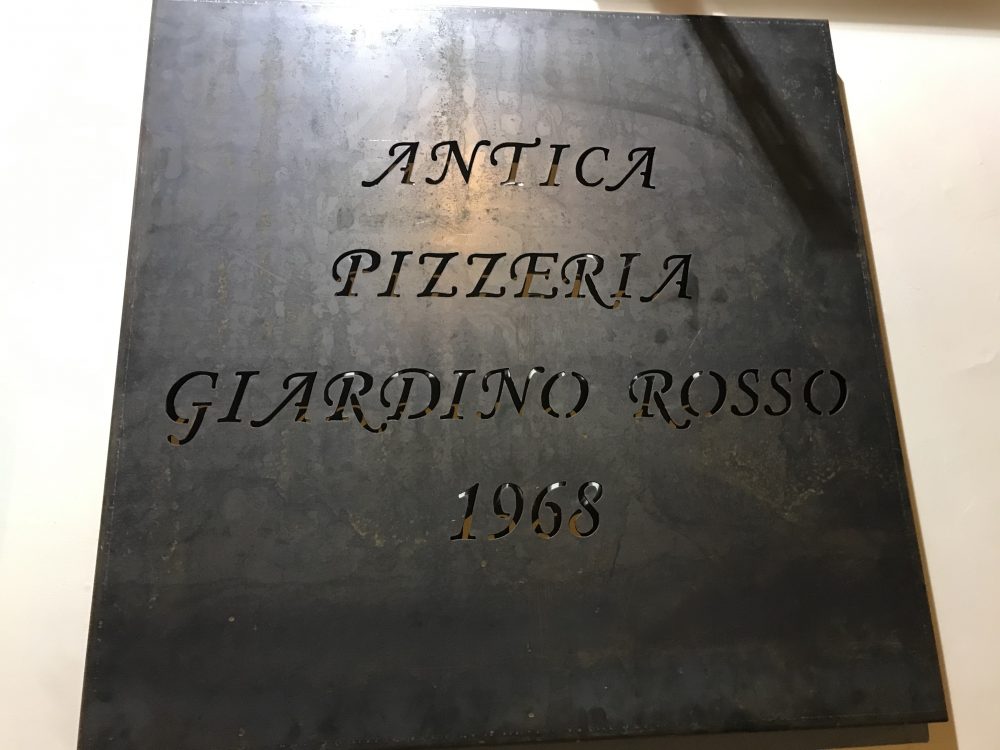 ANTICA
PIZZERIA
GIARDINO ROSSO
1968